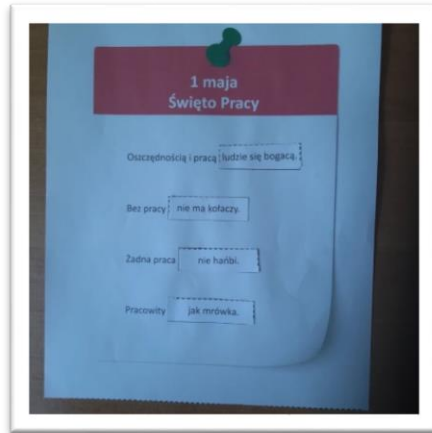 1 maja
Święto Pracy
Oszczędnością i pracą ludzie się bogacą.
Bez pracy nie ma kołaczy.
Żadna praca nie hańbi.
Pracowity jak mrówka.